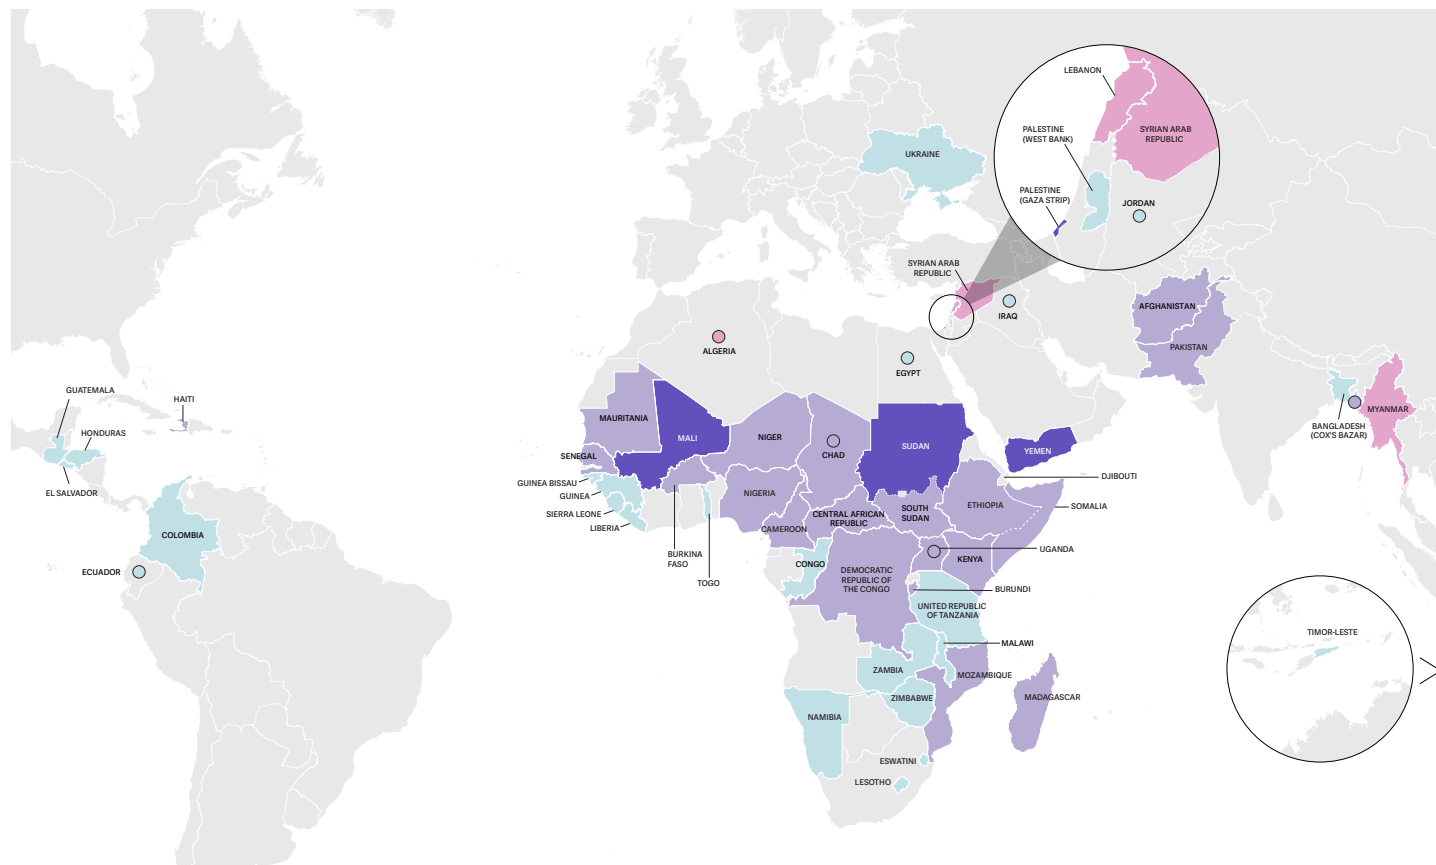 LEBANON
PALESTINE
(WEST BANK)
SYRIAN ARAB
REPUBLIC
UKRAINE
PALESTINE
(GAZA STRIP)
JORDAN
SYRIAN ARAB
REPUBLIC
IRAQ
AFGHANISTAN
PAKISTAN
ALGERIA
EGYPT
GUATEMALA
HAITI
HONDURAS
EL SALVADOR
MAURITANIA
MALI
NIGER
CHAD
SUDAN
YEMEN
MYANMAR
BANGLADESH
(COX'S BAZAR)
SENEGAL
GUINEA BISSAU
GUINEA
SIERRA LEONE
LIBERIA
NIGERIA
DJIBOUTI
ETHIOPIA
SOMALIA
CENTRAL AFRICAN
REPUBLIC
SOUTH
SUDAN
CAMEROON
COLOMBIA
ECUADOR
BURKINA
FASO
TOGO
CONGO
DEMOCRATIC
REPUBLIC OF
THE CONGO
UGANDA
KENYA
BURUNDI
UNITED REPUBLIC
OF TANZANIA
MALAWI
TIMOR-LESTE
ZAMBIA
MOZAMBIQUE
ZIMBABWE
MADAGASCAR
NAMIBIA
ESWATINI
LESOTHO